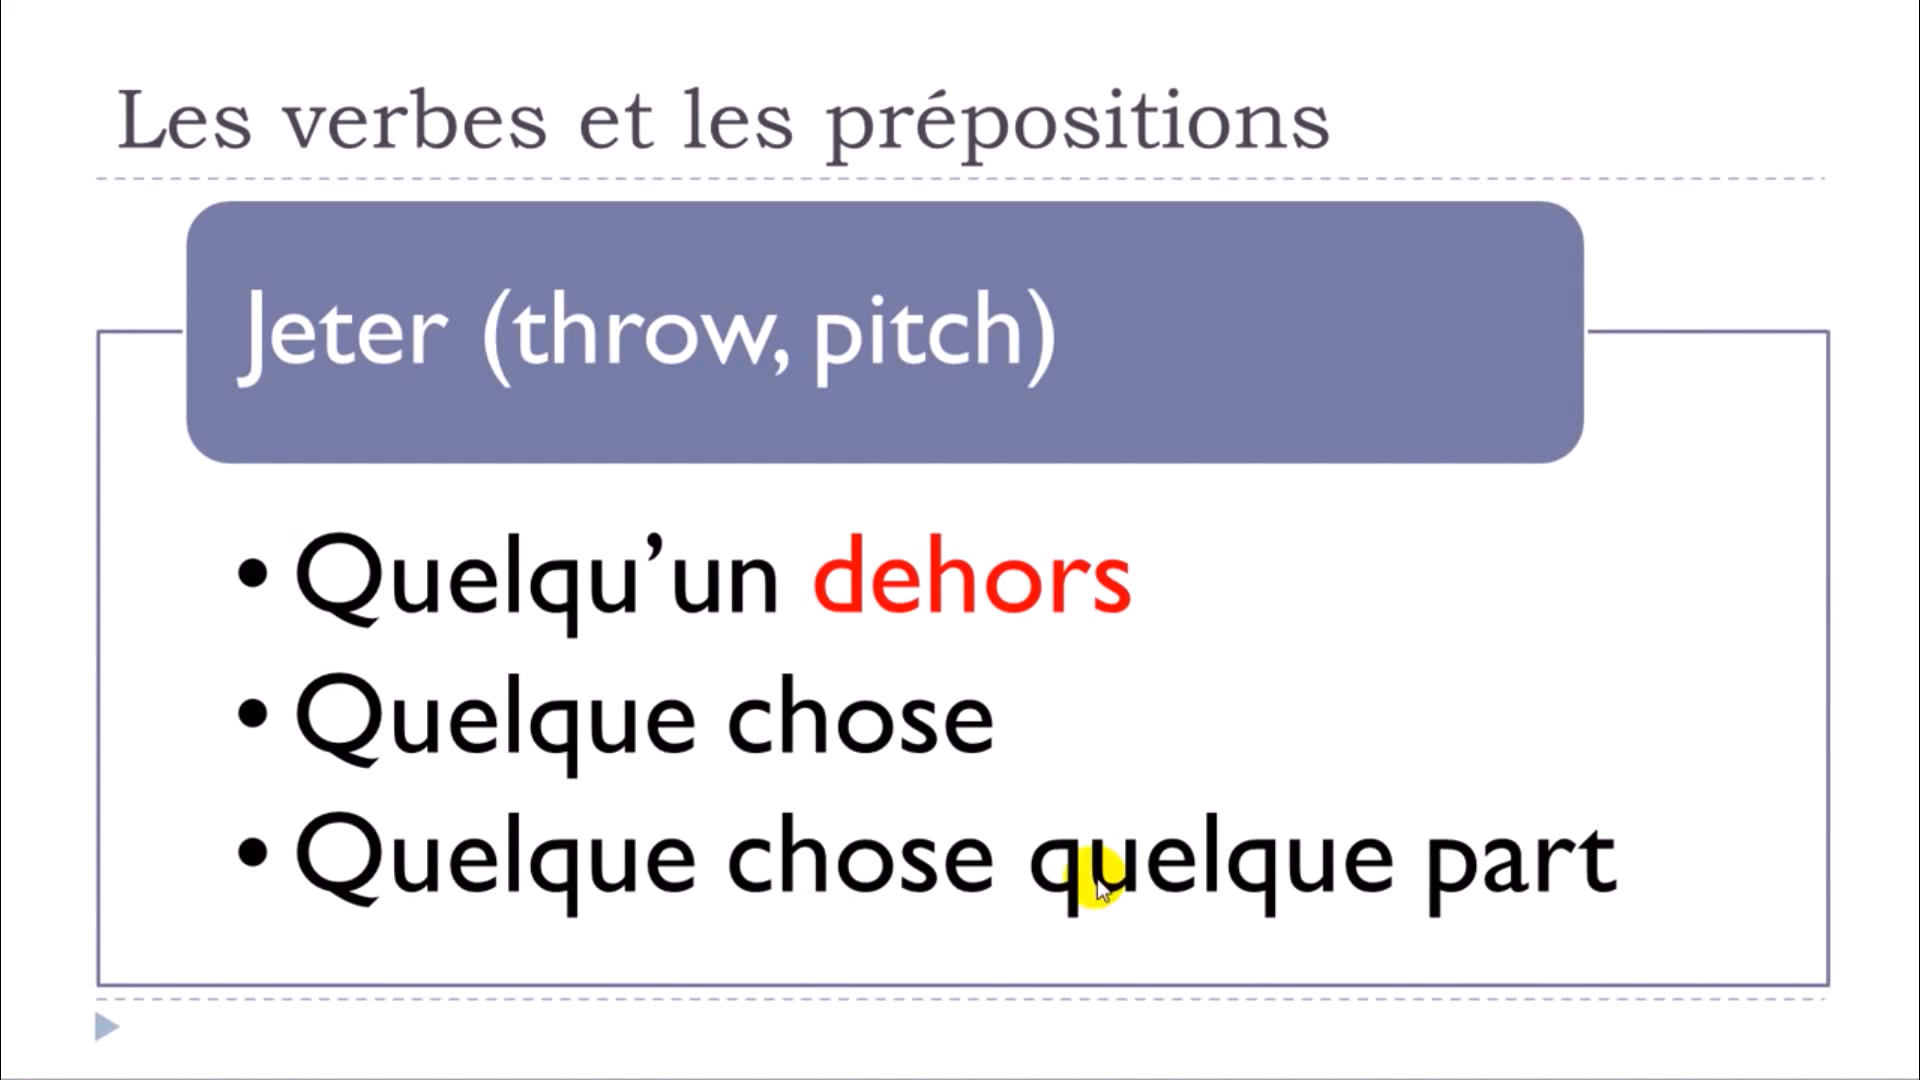 Les verbes et les prépositions
Jeter (throw, pitch)
• Quelqu’un dehors
• Quelque chose
• Quelque chose quelque part